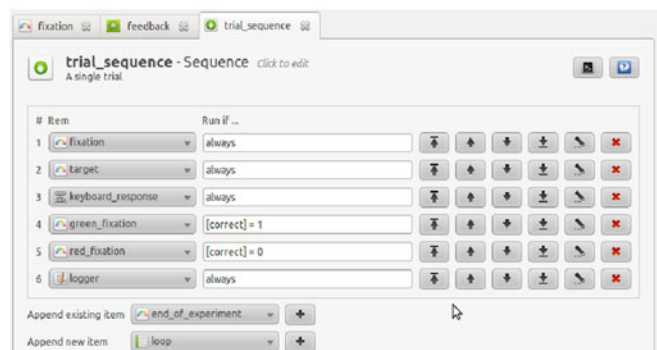 fixation feedback trial_sequence
trial_sequence - Sequence Click to edit
A single trial
# Item Run if ...
1 fixation always
2 target always
3 keyboard_response always
4 green_fixation [correct] = 1
5 red_fixation [correct] = 0
6 logger always
Append existing item end_of_experiment
Append new item loop